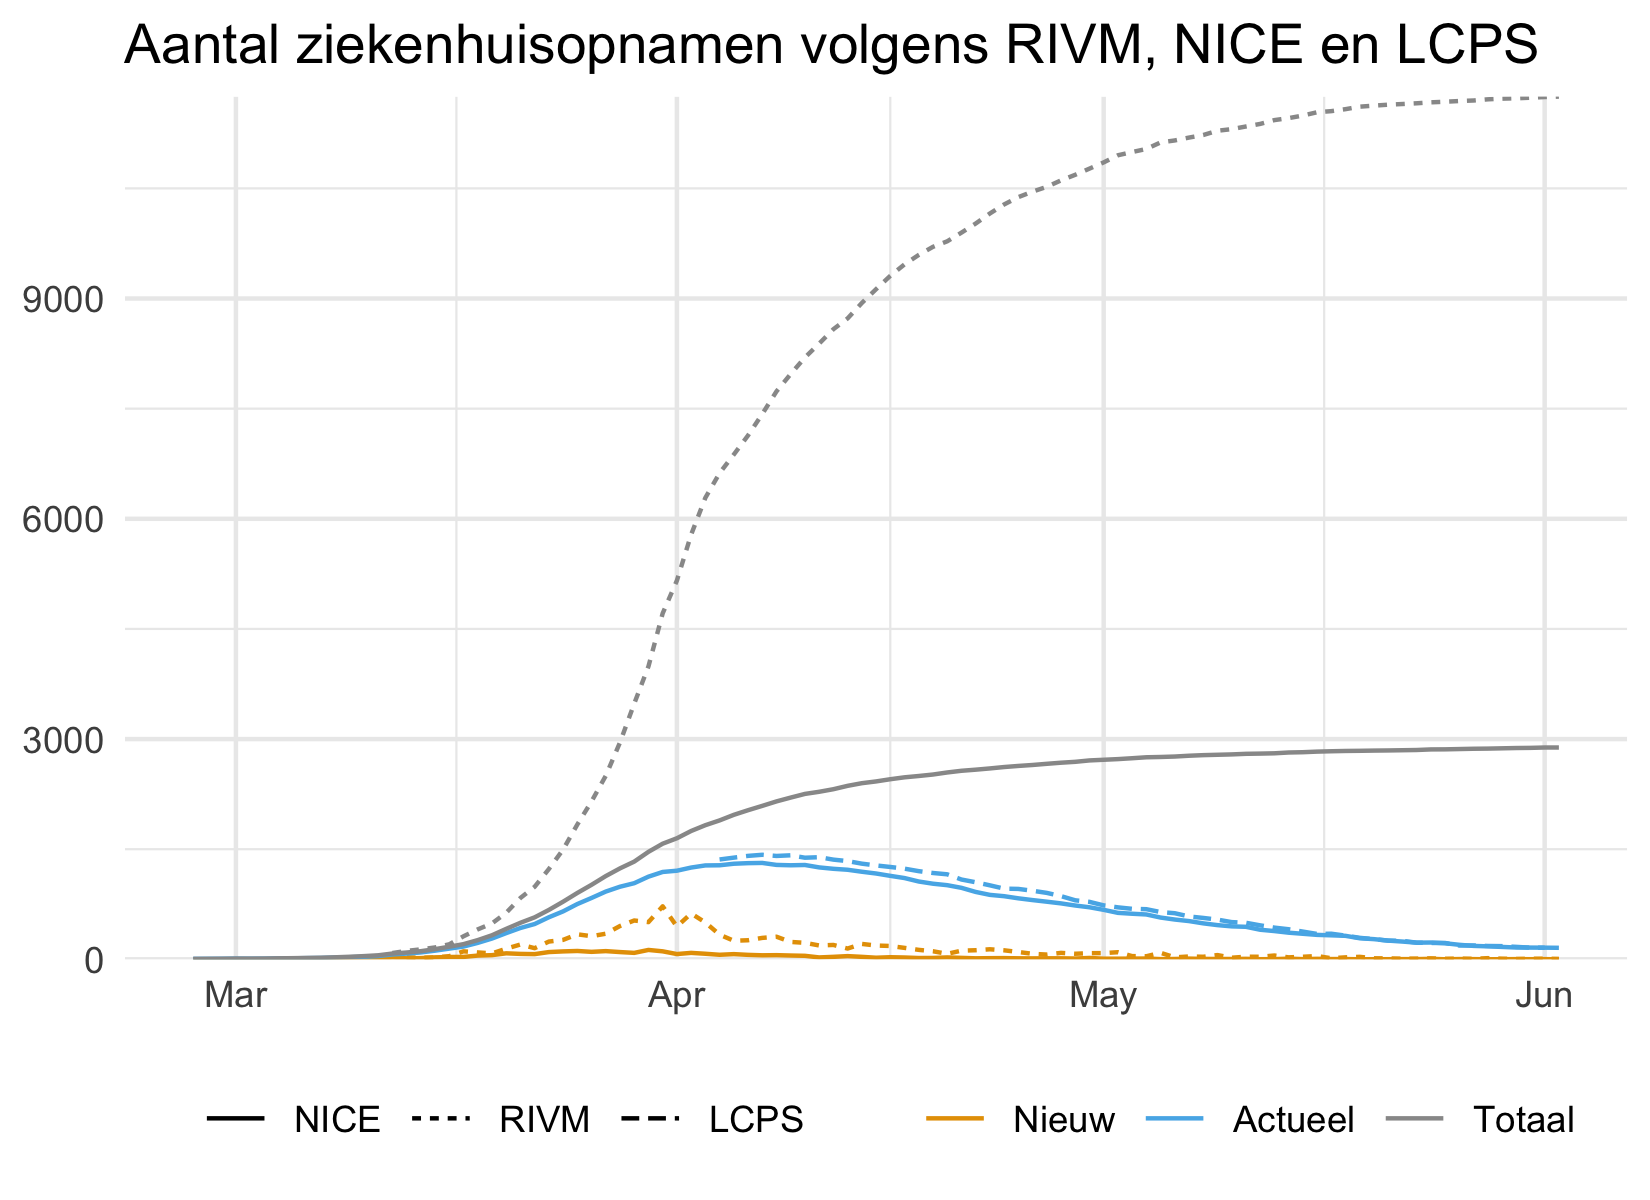 Aantal ziekenhuisopnamen volgens RIVM, NICE en LCPS
9000
6000
3000
0
Mar Apr May Jun
NICE RIVM LCPS Nieuw Actueel Totaal